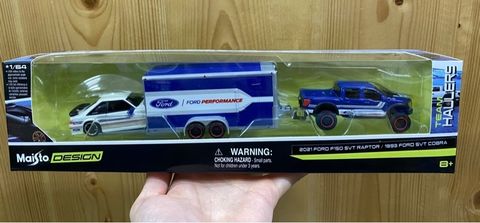 *1/64
Ford
FORD PERFORMANCE
TEAM
HAULERS
Maisto DESIGN
WARNING:
CHOKING HAZARD - Small parts.
Not for children under 3 years.
2021 FORD F150 SVT RAPTOR / 1993 FORD SVT COBRA
8+